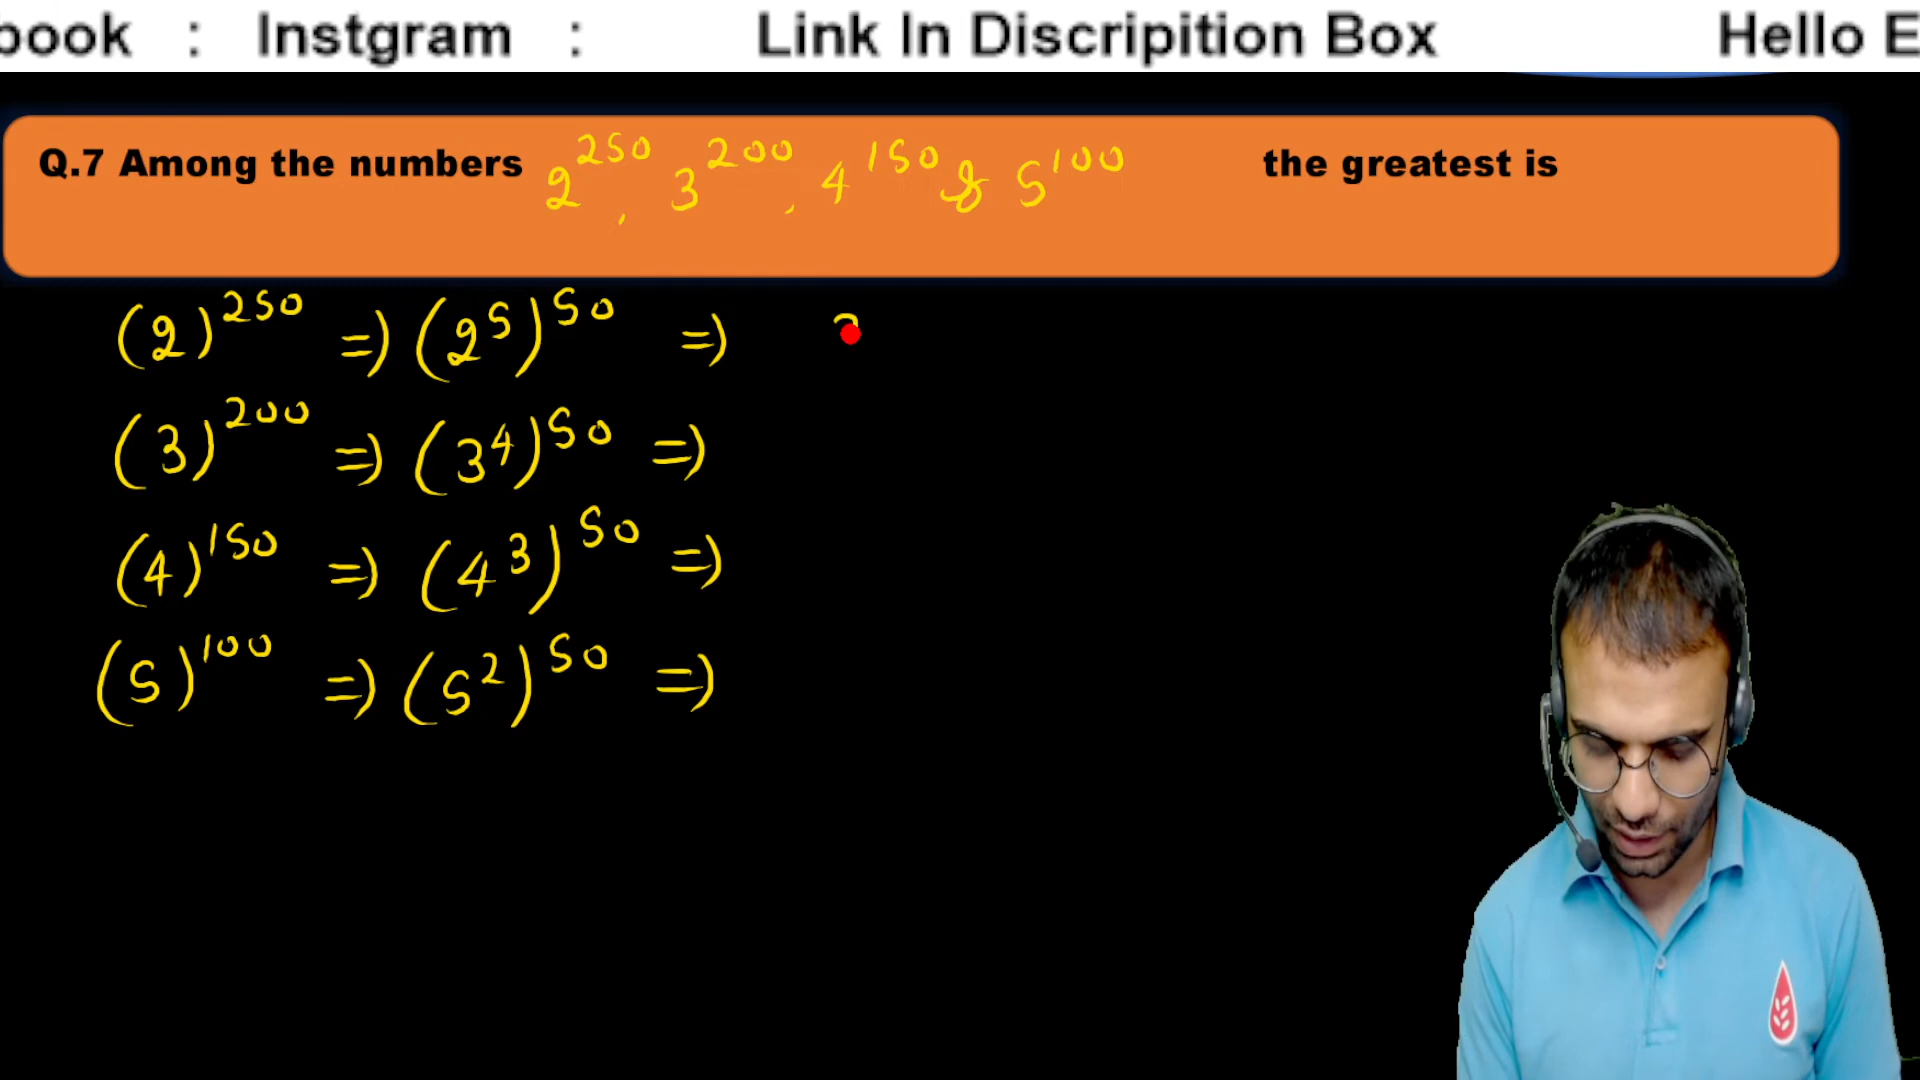 book : Instgram : Link In Discripition Box Hello E
Q.7 Among the numbers 2^250, 3^200, 4^150 & 5^100 the greatest is
(2)^250 => (2^5)^50 =>
(3)^200 => (3^4)^50 =>
(4)^150 => (4^3)^50 =>
(5)^100 => (5^2)^50 =>